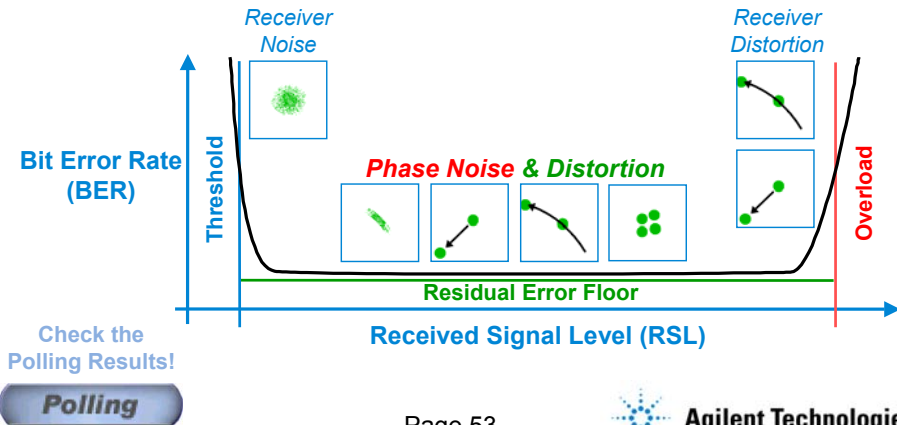 Receiver
Noise
Receiver
Distortion
Bit Error Rate
(BER)
Threshold
Phase Noise & Distortion
Overload
Residual Error Floor
Received Signal Level (RSL)
Check the
Polling Results!
Polling
Page 53
Agilent Technologie